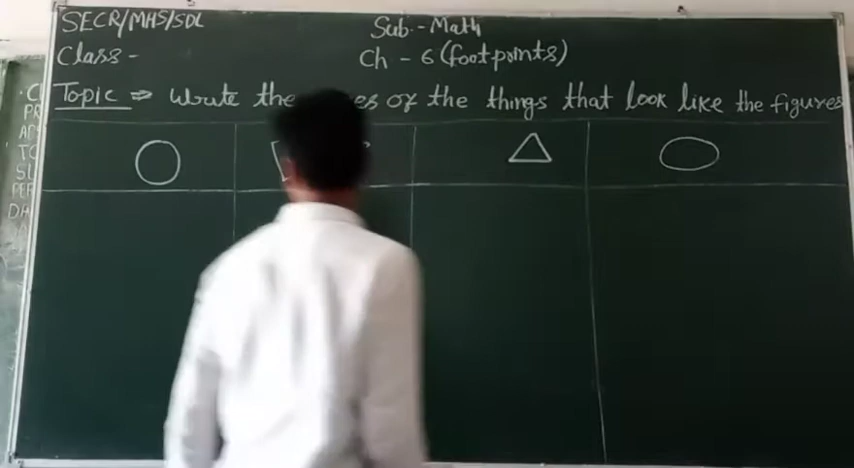 SECR/MHS/SDL
Sub.-Math
Class -
Ch - 6 (footprints)
Topic ⇒ Write the of the things that look like the figures